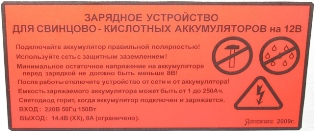 ЗАРЯДНОЕ УСТРОЙСТВО
ДЛЯ СВИНЦОВО - КИСЛОТНЫХ АККУМУЛЯТОРОВ на 12В
Подключайте аккумулятор правильной полярностью!
Используйте сеть с защитным заземлением!
Минимальное остаточное напряжение на аккумуляторе
перед зарядкой не должно быть меньше 8В!
После работы отключите устройство от сети и от аккумулятора!
Емкость заряжаемого аккумулятора может быть от 1 до 250Ач.
Светодиод горит, когда аккумулятор подключен и заряжается.
ВХОД : 220В 50Гц 150Вт
ВЫХОД : 14.4В (ХХ), 8А (ограничено).
2009г.